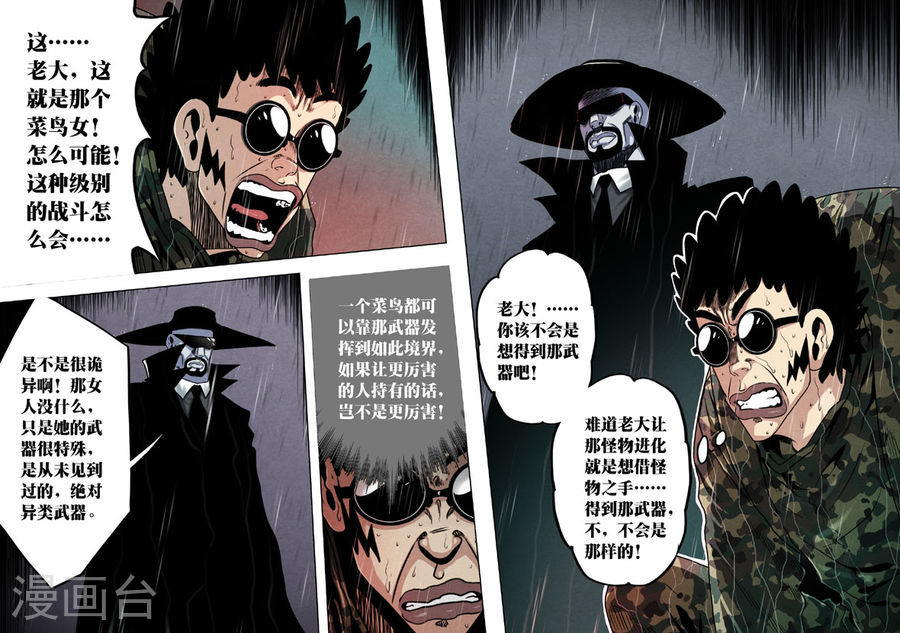 这……
老大，这
就是那个
菜鸟女！
怎么可能！
这种级别
的战斗怎
么会……
是不是很诡
异啊！那女
人没什么，
只是她的武
器很特殊，
是从未见到
过的，绝对
异类武器。
一个菜鸟都可
以靠那武器发
挥到如此境界，
如果让更厉害
的人持有的话，
岂不是更厉害！
老大！……
你该不会是
想得到那武
器吧！
难道老大让
那怪物进化
就是想借怪
物之手……
得到那武器，
不，不会是
那样的！
漫画台